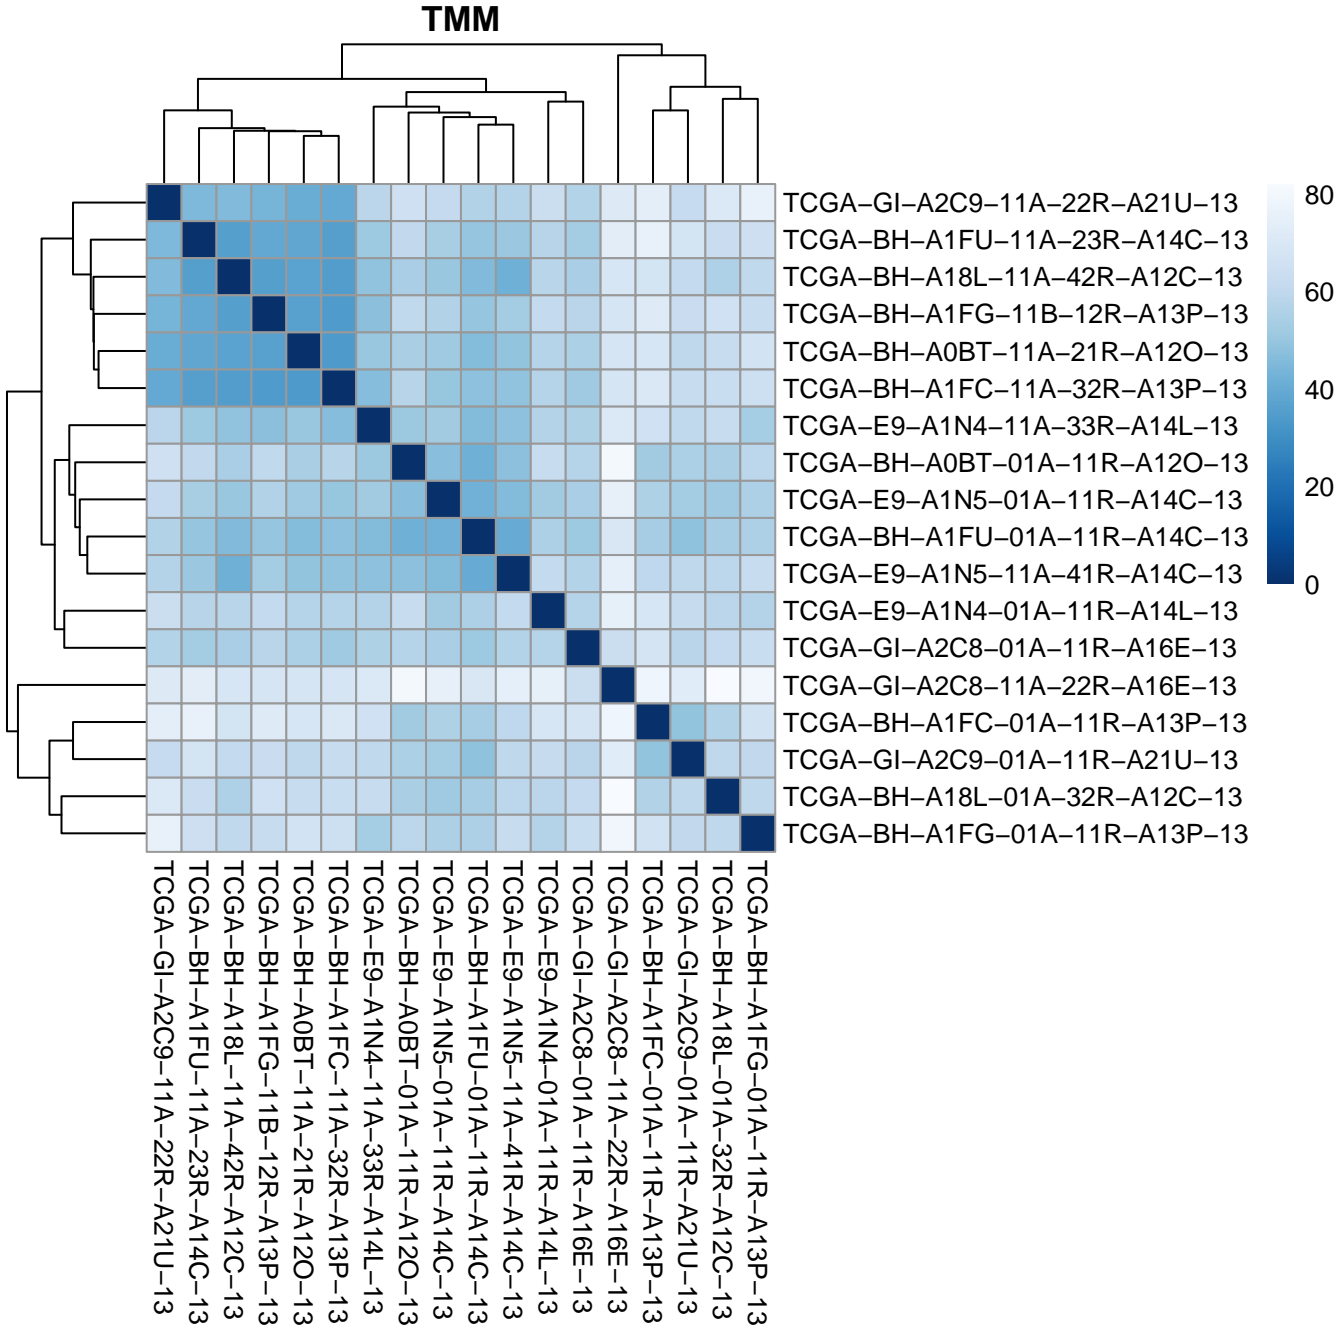 TMM
TCGA−GI−A2C9−11A−22R−A21U−13
TCGA−BH−A1FU−11A−23R−A14C−13
TCGA−BH−A18L−11A−42R−A12C−13
TCGA−BH−A1FG−11B−12R−A13P−13
TCGA−BH−A0BT−11A−21R−A12O−13
TCGA−BH−A1FC−11A−32R−A13P−13
TCGA−E9−A1N4−11A−33R−A14L−13
TCGA−BH−A0BT−01A−11R−A12O−13
TCGA−E9−A1N5−01A−11R−A14C−13
TCGA−BH−A1FU−01A−11R−A14C−13
TCGA−E9−A1N5−11A−41R−A14C−13
TCGA−E9−A1N4−01A−11R−A14L−13
TCGA−GI−A2C8−01A−11R−A16E−13
TCGA−GI−A2C8−11A−22R−A16E−13
TCGA−BH−A1FC−01A−11R−A13P−13
TCGA−GI−A2C9−01A−11R−A21U−13
TCGA−BH−A18L−01A−32R−A12C−13
TCGA−BH−A1FG−01A−11R−A13P−13
80
60
40
20
0
TCGA−GI−A2C9−11A−22R−A21U−13
TCGA−BH−A1FU−11A−23R−A14C−13
TCGA−BH−A18L−11A−42R−A12C−13
TCGA−BH−A1FG−11B−12R−A13P−13
TCGA−BH−A0BT−11A−21R−A12O−13
TCGA−BH−A1FC−11A−32R−A13P−13
TCGA−E9−A1N4−11A−33R−A14L−13
TCGA−BH−A0BT−01A−11R−A12O−13
TCGA−E9−A1N5−01A−11R−A14C−13
TCGA−BH−A1FU−01A−11R−A14C−13
TCGA−E9−A1N5−11A−41R−A14C−13
TCGA−E9−A1N4−01A−11R−A14L−13
TCGA−GI−A2C8−01A−11R−A16E−13
TCGA−GI−A2C8−11A−22R−A16E−13
TCGA−BH−A1FC−01A−11R−A13P−13
TCGA−GI−A2C9−01A−11R−A21U−13
TCGA−BH−A18L−01A−32R−A12C−13
TCGA−BH−A1FG−01A−11R−A13P−13